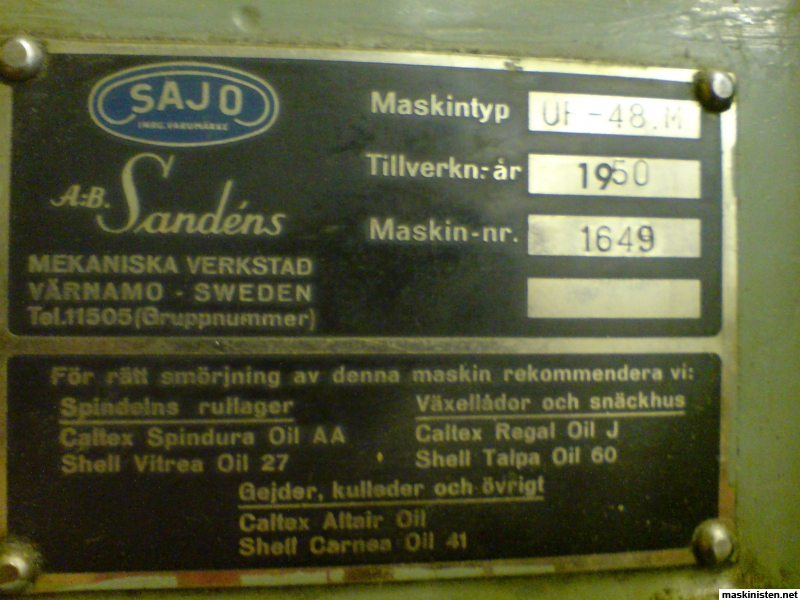 SAJO
INRG. VARUMÄRKE
A.-B. Sandéns
MEKANISKA VERKSTAD
VÄRNAMO - SWEDEN
Tel. 11505 (Gruppnummer)
Maskintyp UF-48.M
Tillverkn.-år 1950
Maskin-nr. 1649
För rätt smörjning av denna maskin rekommendera vi:
Spindelns rullager
Caltex Spindura Oil AA
Shell Vitrea Oil 27
Växellådor och snäckhus
Caltex Regal Oil J
Shell Talpa Oil 60
Gejder, kulleder och övrigt
Caltex Altair Oil
Shell Carnea Oil 41
maskinisten.net